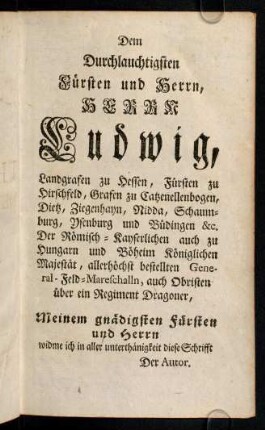 Dem
Durchlauchtigsten
Fürsten und Herrn,
HERRN
Ludwig,
Landgrafen zu Hessen, Fürsten zu
Hirschfeld, Grafen zu Catzenellenbogen,
Dietz, Ziegenhayn, Nidda, Schaum-
burg, Ysenburg und Büdingen &c.
Der Römisch-Kayserlichen auch zu
Hungarn und Böheim Königlichen
Majestät, allerhöchst bestellten Gene-
ral-Feld-Mareschalln, auch Obristen
über ein Regiment Dragoner,
Meinem gnädigsten Fürsten
und Herrn
widme ich in aller unterthänigkeit diese Schrifft
Der Autor.